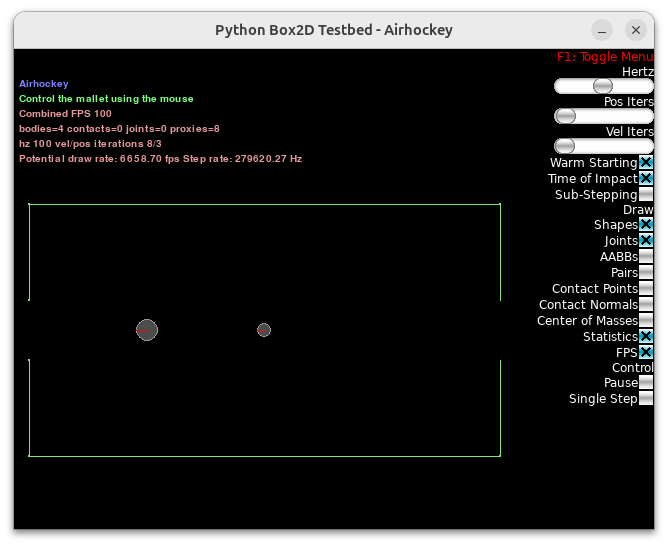 Python Box2D Testbed - Airhockey
F1: Toggle Menu
Hertz
Airhockey
Control the mallet using the mouse
Pos Iters
Combined FPS 100
bodies=4 contacts=0 joints=0 proxies=8
Vel Iters
hz 100 vel/pos iterations 8/3
Potential draw rate: 6658.70 fps Step rate: 279620.27 Hz
Warm Starting
Time of Impact
Sub-Stepping
Draw
Shapes
Joints
AABBs
Pairs
Contact Points
Contact Normals
Center of Masses
Statistics
FPS
Control
Pause
Single Step